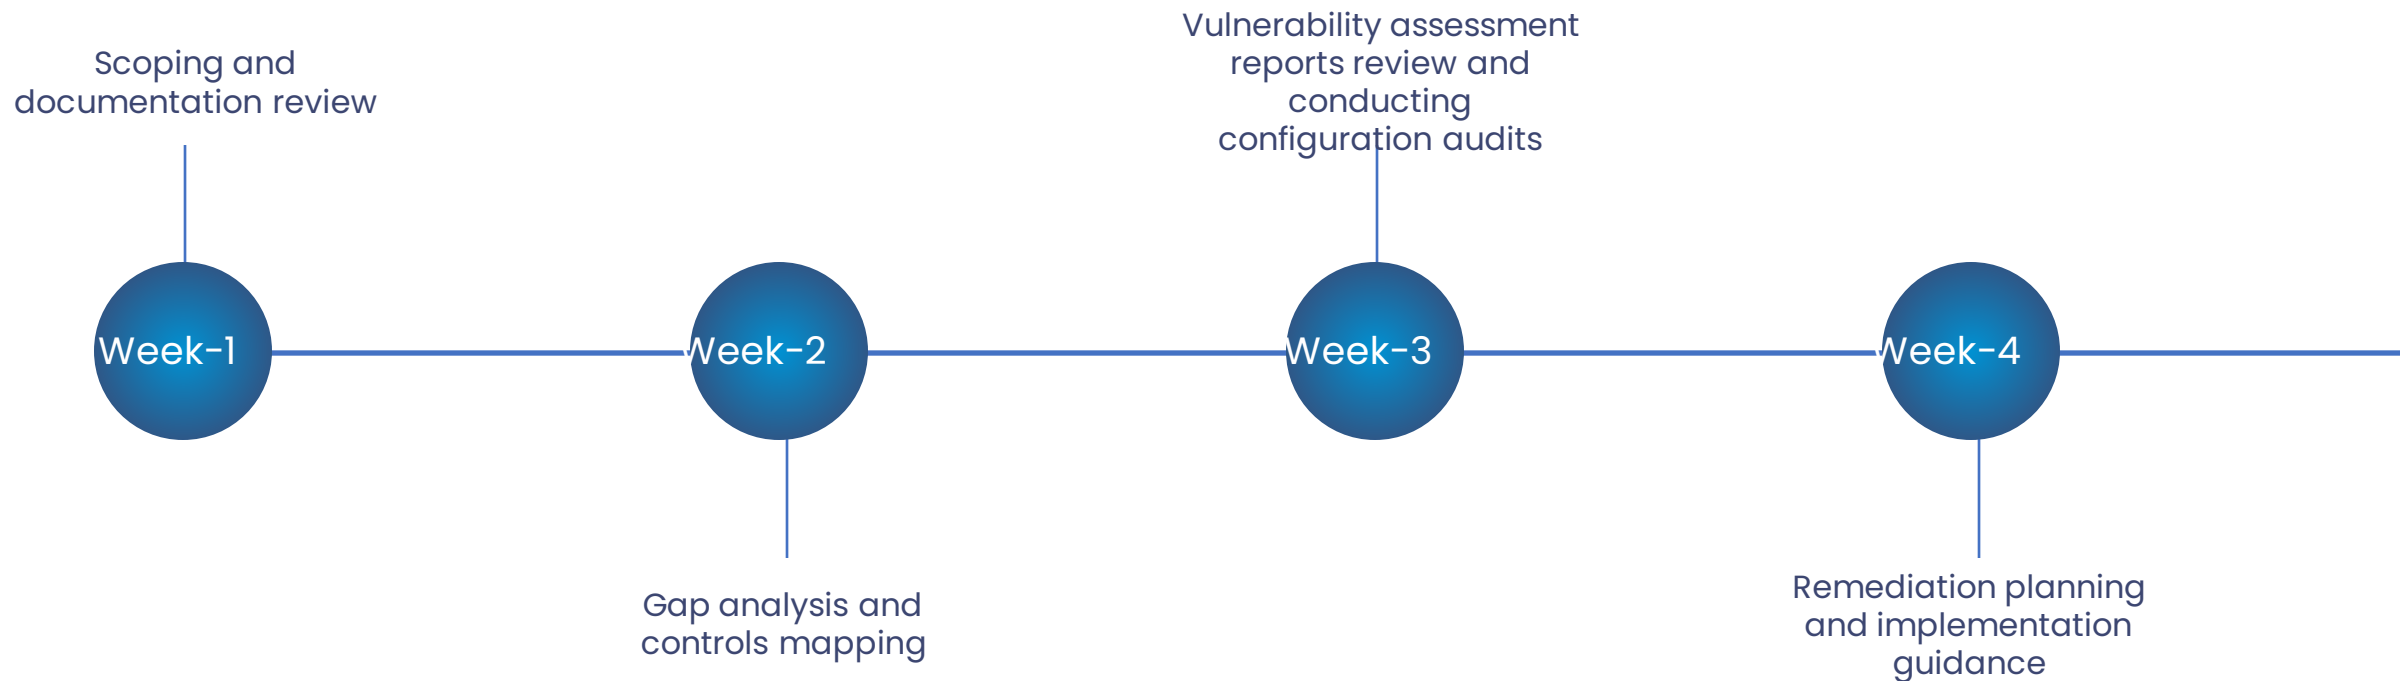 Scoping and
documentation review
Week-1
Week-2
Gap analysis and
controls mapping
Vulnerability assessment
reports review and
conducting
configuration audits
Week-3
Week-4
Remediation planning
and implementation
guidance